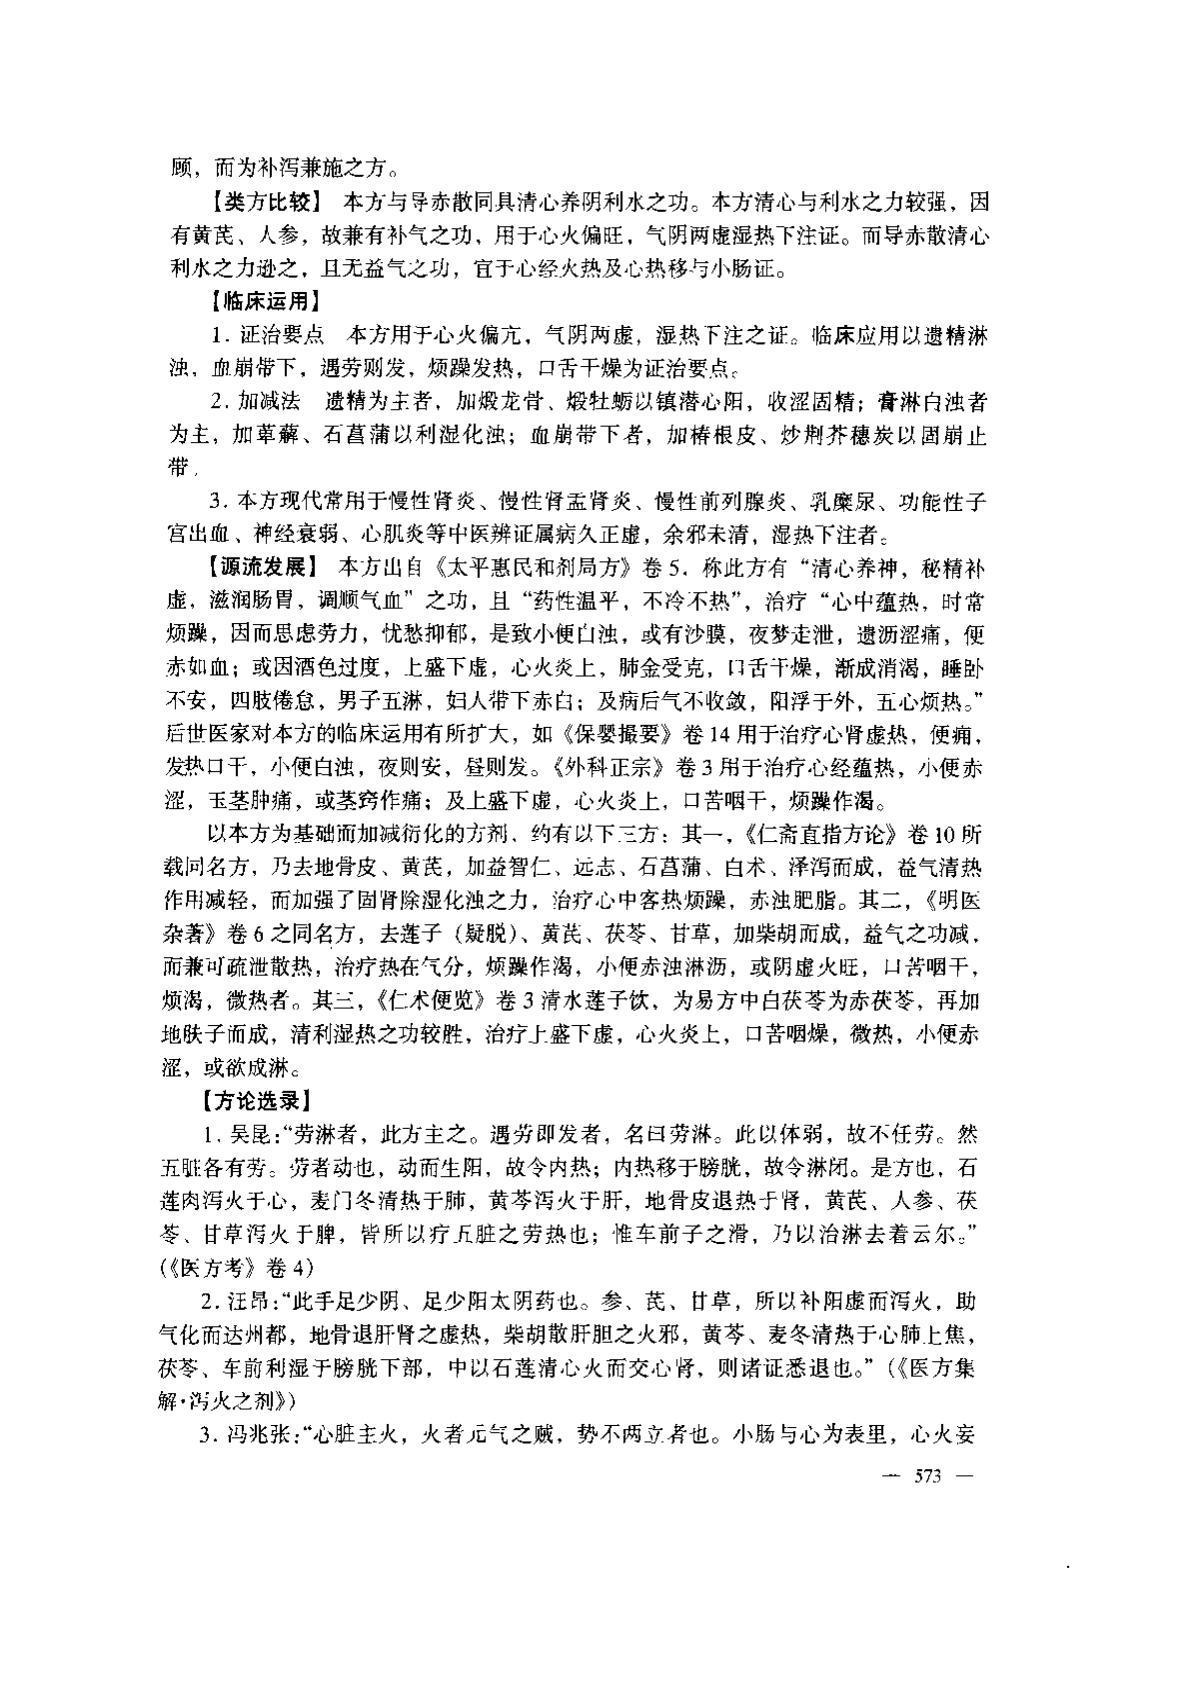 顾，而为补泻兼施之方。
【类方比较】 本方与导赤散同具清心养阴利水之功。本方清心与利水之力较强，因
有黄芪、人参，故兼有补气之功，用于心火偏旺，气阴两虚湿热下注证。而导赤散清心
利水之力逊之，且无益气之功，宜于心经火热及心热移与小肠证。
【临床运用】
1. 证治要点 本方用于心火偏亢，气阴两虚，湿热下注之证。临床应用以遗精淋
浊，血崩带下，遇劳则发，烦躁发热，口舌干燥为证治要点。
2. 加减法 遗精为主者，加煅龙骨、煅牡蛎以镇潜心阳，收涩固精；膏淋白浊者
为主，加萆薢、石菖蒲以利湿化浊；血崩带下者，加椿根皮、炒荆芥穗炭以固崩止
带。
3. 本方现代常用于慢性肾炎、慢性肾盂肾炎、慢性前列腺炎、乳糜尿、功能性子
宫出血、神经衰弱、心肌炎等中医辨证属病久正虚，余邪未清，湿热下注者。
【源流发展】 本方出自《太平惠民和剂局方》卷 5．称此方有“清心养神，秘精补
虚，滋润肠胃，调顺气血”之功，且“药性温平，不冷不热”，治疗“心中蕴热，时常
烦躁，因而思虑劳力，忧愁抑郁，是致小便白浊，或有沙膜，夜梦走泄，遗沥涩痛，便
赤如血；或因酒色过度，上盛下虚，心火炎上，肺金受克，口舌干燥，渐成消渴，睡卧
不安，四肢倦怠，男子五淋，妇人带下赤白；及病后气不收敛，阳浮于外，五心烦热。”
后世医家对本方的临床运用有所扩大，如《保婴撮要》卷 14 用于治疗心肾虚热，便痈，
发热口干，小便白浊，夜则安，昼则发。《外科正宗》卷 3 用于治疗心经蕴热，小便赤
涩，玉茎肿痛，或茎窍作痛；及上盛下虚，心火炎上，口苦咽干，烦躁作渴。
以本方为基础而加减衍化的方剂、约有以下三方：其一，《仁斋直指方论》卷 10 所
载同名方，乃去地骨皮、黄芪，加益智仁、远志、石菖蒲、白术、泽泻而成，益气清热
作用减轻，而加强了固肾除湿化浊之力，治疗心中客热烦躁，赤浊肥脂。其二，《明医
杂著》卷 6 之同名方，去莲子（疑脱）、黄芪、茯苓、甘草，加柴胡而成，益气之功减，
而兼可疏泄散热，治疗热在气分，烦躁作渴，小便赤浊淋沥，或阴虚火旺，口苦咽干，
烦渴，微热者。其三，《仁术便览》卷 3 清水莲子饮，为易方中白茯苓为赤茯苓，再加
地肤子而成，清利湿热之功较胜，治疗上盛下虚，心火炎上，口苦咽燥，微热，小便赤
涩，或欲成淋。
【方论选录】
1. 吴昆：“劳淋者，此方主之。遇劳即发者，名曰劳淋。此以体弱，故不任劳。然
五脏各有劳。劳者动也，动而生阳，故令内热；内热移于膀胱，故令淋闭。是方也，石
莲肉泻火于心，麦门冬清热于肺，黄芩泻火于肝，地骨皮退热于肾，黄芪、人参、茯
苓、甘草泻火于脾，皆所以疗五脏之劳热也；惟车前子之滑，乃以治淋去着云尔。”
（《医方考》卷 4）
2. 汪昂：“此手足少阴、足少阳太阴药也。参、芪、甘草，所以补阳虚而泻火，助
气化而达州都，地骨退肝肾之虚热，柴胡散肝胆之火邪，黄芩、麦冬清热于心肺上焦，
茯苓、车前利湿于膀胱下部，中以石莲清心火而交心肾，则诸证悉退也。”（《医方集
解·泻火之剂》）
3. 冯兆张：“心脏主火，火者元气之贼，势不两立者也。小肠与心为表里，心火妄
— 573 —